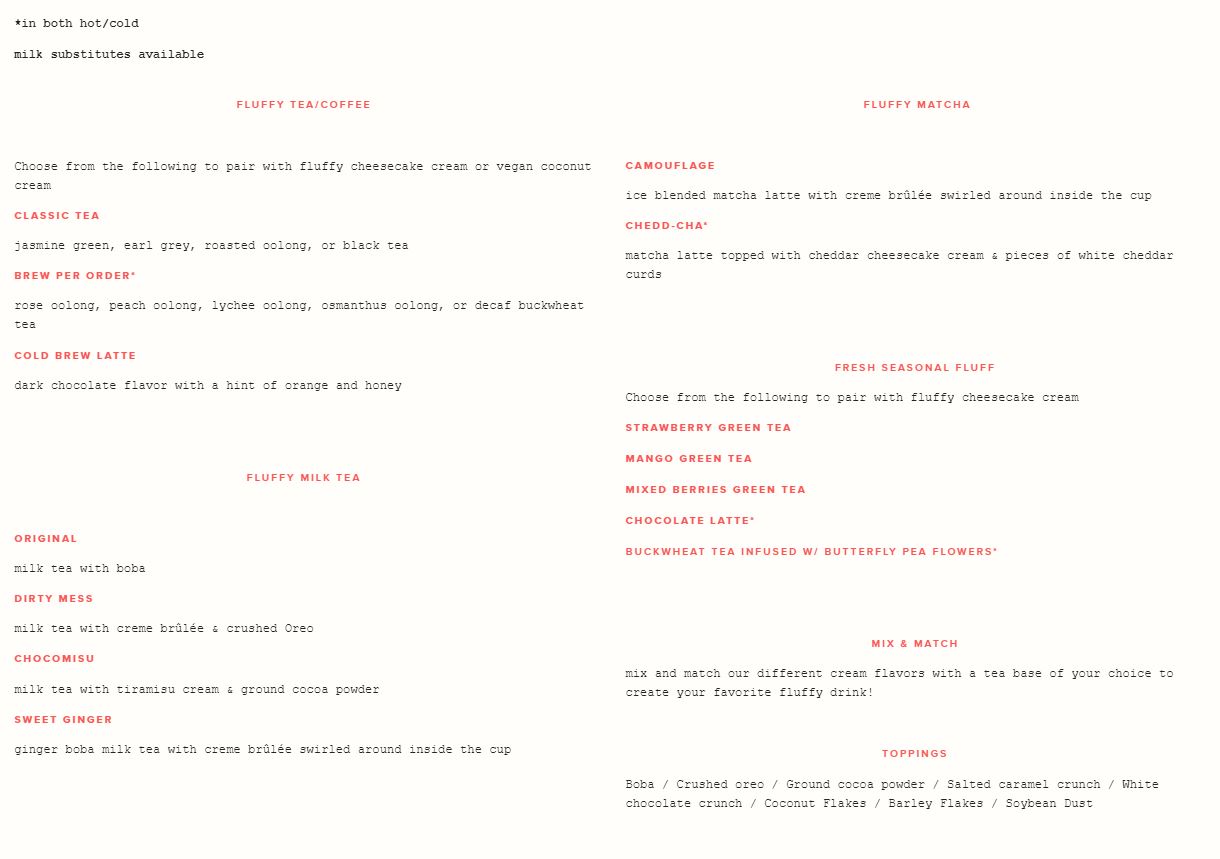 *in both hot/cold
milk substitutes available
FLUFFY TEA/COFFEE
Choose from the following to pair with fluffy cheesecake cream or vegan coconut
cream
CLASSIC TEA
jasmine green, earl grey, roasted oolong, or black tea
BREW PER ORDER*
rose oolong, peach oolong, lychee oolong, osmanthus oolong, or decaf buckwheat
tea
COLD BREW LATTE
dark chocolate flavor with a hint of orange and honey
FLUFFY MILK TEA
ORIGINAL
milk tea with boba
DIRTY MESS
milk tea with creme brûlée & crushed Oreo
CHOCOMISU
milk tea with tiramisu cream & ground cocoa powder
SWEET GINGER
ginger boba milk tea with creme brûlée swirled around inside the cup
FLUFFY MATCHA
CAMOUFLAGE
ice blended matcha latte with creme brûlée swirled around inside the cup
CHEDD-CHA*
matcha latte topped with cheddar cheesecake cream & pieces of white cheddar
curds
FRESH SEASONAL FLUFF
Choose from the following to pair with fluffy cheesecake cream
STRAWBERRY GREEN TEA
MANGO GREEN TEA
MIXED BERRIES GREEN TEA
CHOCOLATE LATTE*
BUCKWHEAT TEA INFUSED W/ BUTTERFLY PEA FLOWERS*
MIX & MATCH
mix and match our different cream flavors with a tea base of your choice to
create your favorite fluffy drink!
TOPPINGS
Boba / Crushed oreo / Ground cocoa powder / Salted caramel crunch / White
chocolate crunch / Coconut Flakes / Barley Flakes / Soybean Dust